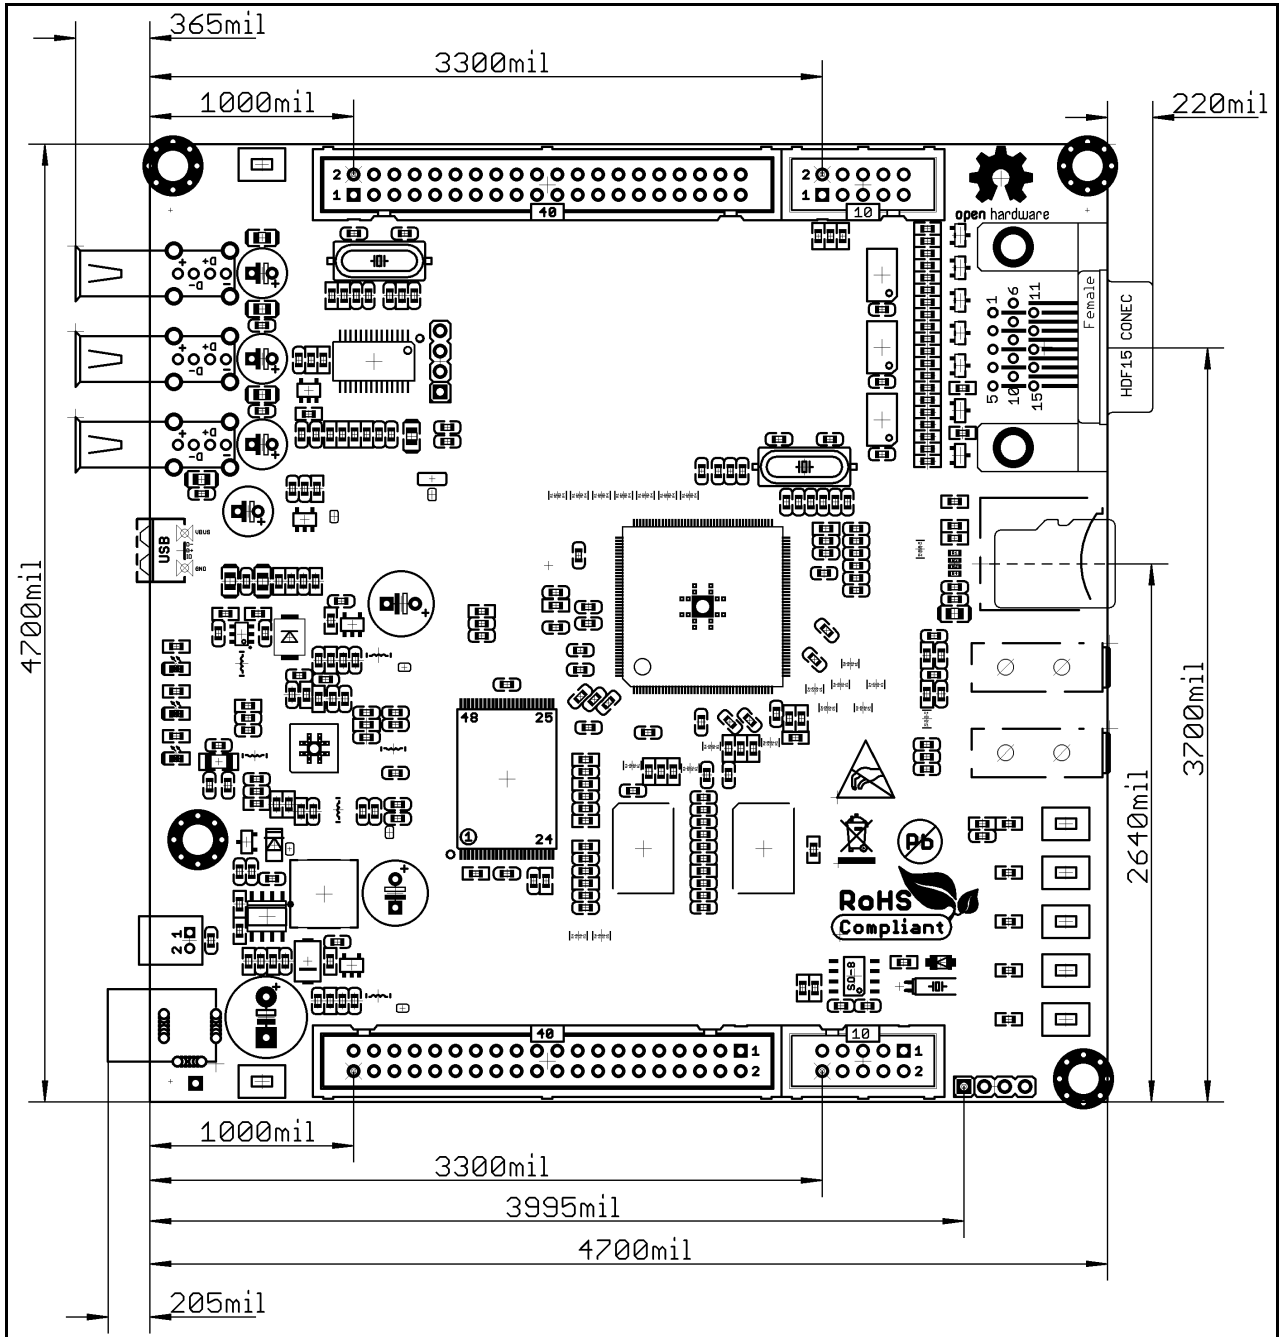 365mil
3300mil
1000mil
220mil
2
1
40
2
1
10
open hardware
D+
D-
+
-
6
1
11
Female
HDF15 CONEC
5
10
15
D+
D-
+
-
D+
D-
+
-
USB
VBUS
GND
4700mil
3700mil
2640mil
48
25
1
24
Pb
RoHS
Compliant
2 1
SO-8
40
1
2
10
1
2
1000mil
3300mil
3995mil
4700mil
205mil